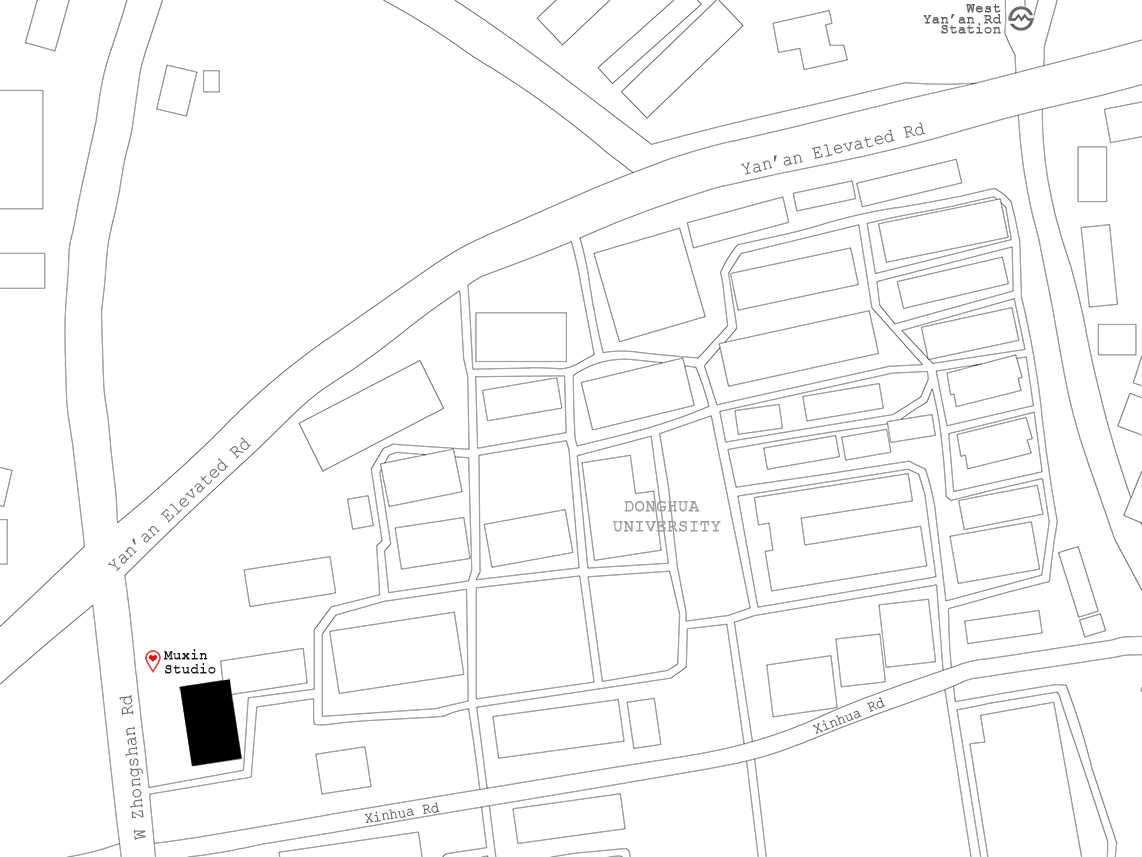 West
Yan'an Rd
Station
Yan'an Elevated Rd
Yan'an Elevated Rd
DONGHUA
UNIVERSITY
Muxin
Studio
W Zhongshan Rd
Xinhua Rd
Xinhua Rd